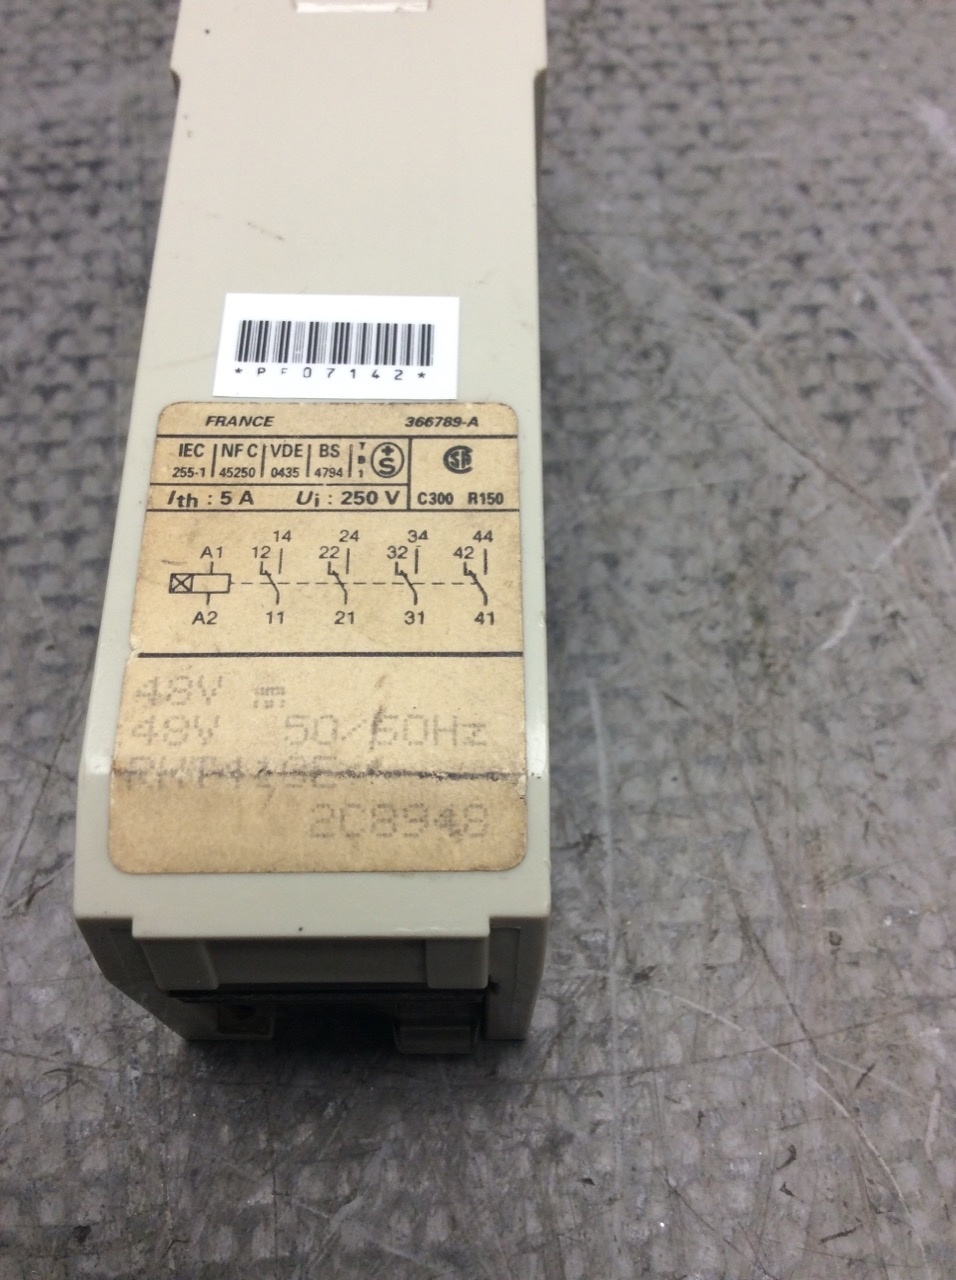 *PF07142*
FRANCE 366789-A
IEC NF C VDE BS T
255-1 45250 0435 4794 B + S
1
Ith : 5 A Ui : 250 V C300 R150
14 24 34 44
A1 12 22 32 42
A2 11 21 31 41
48V
48V 50/60Hz
2C8948